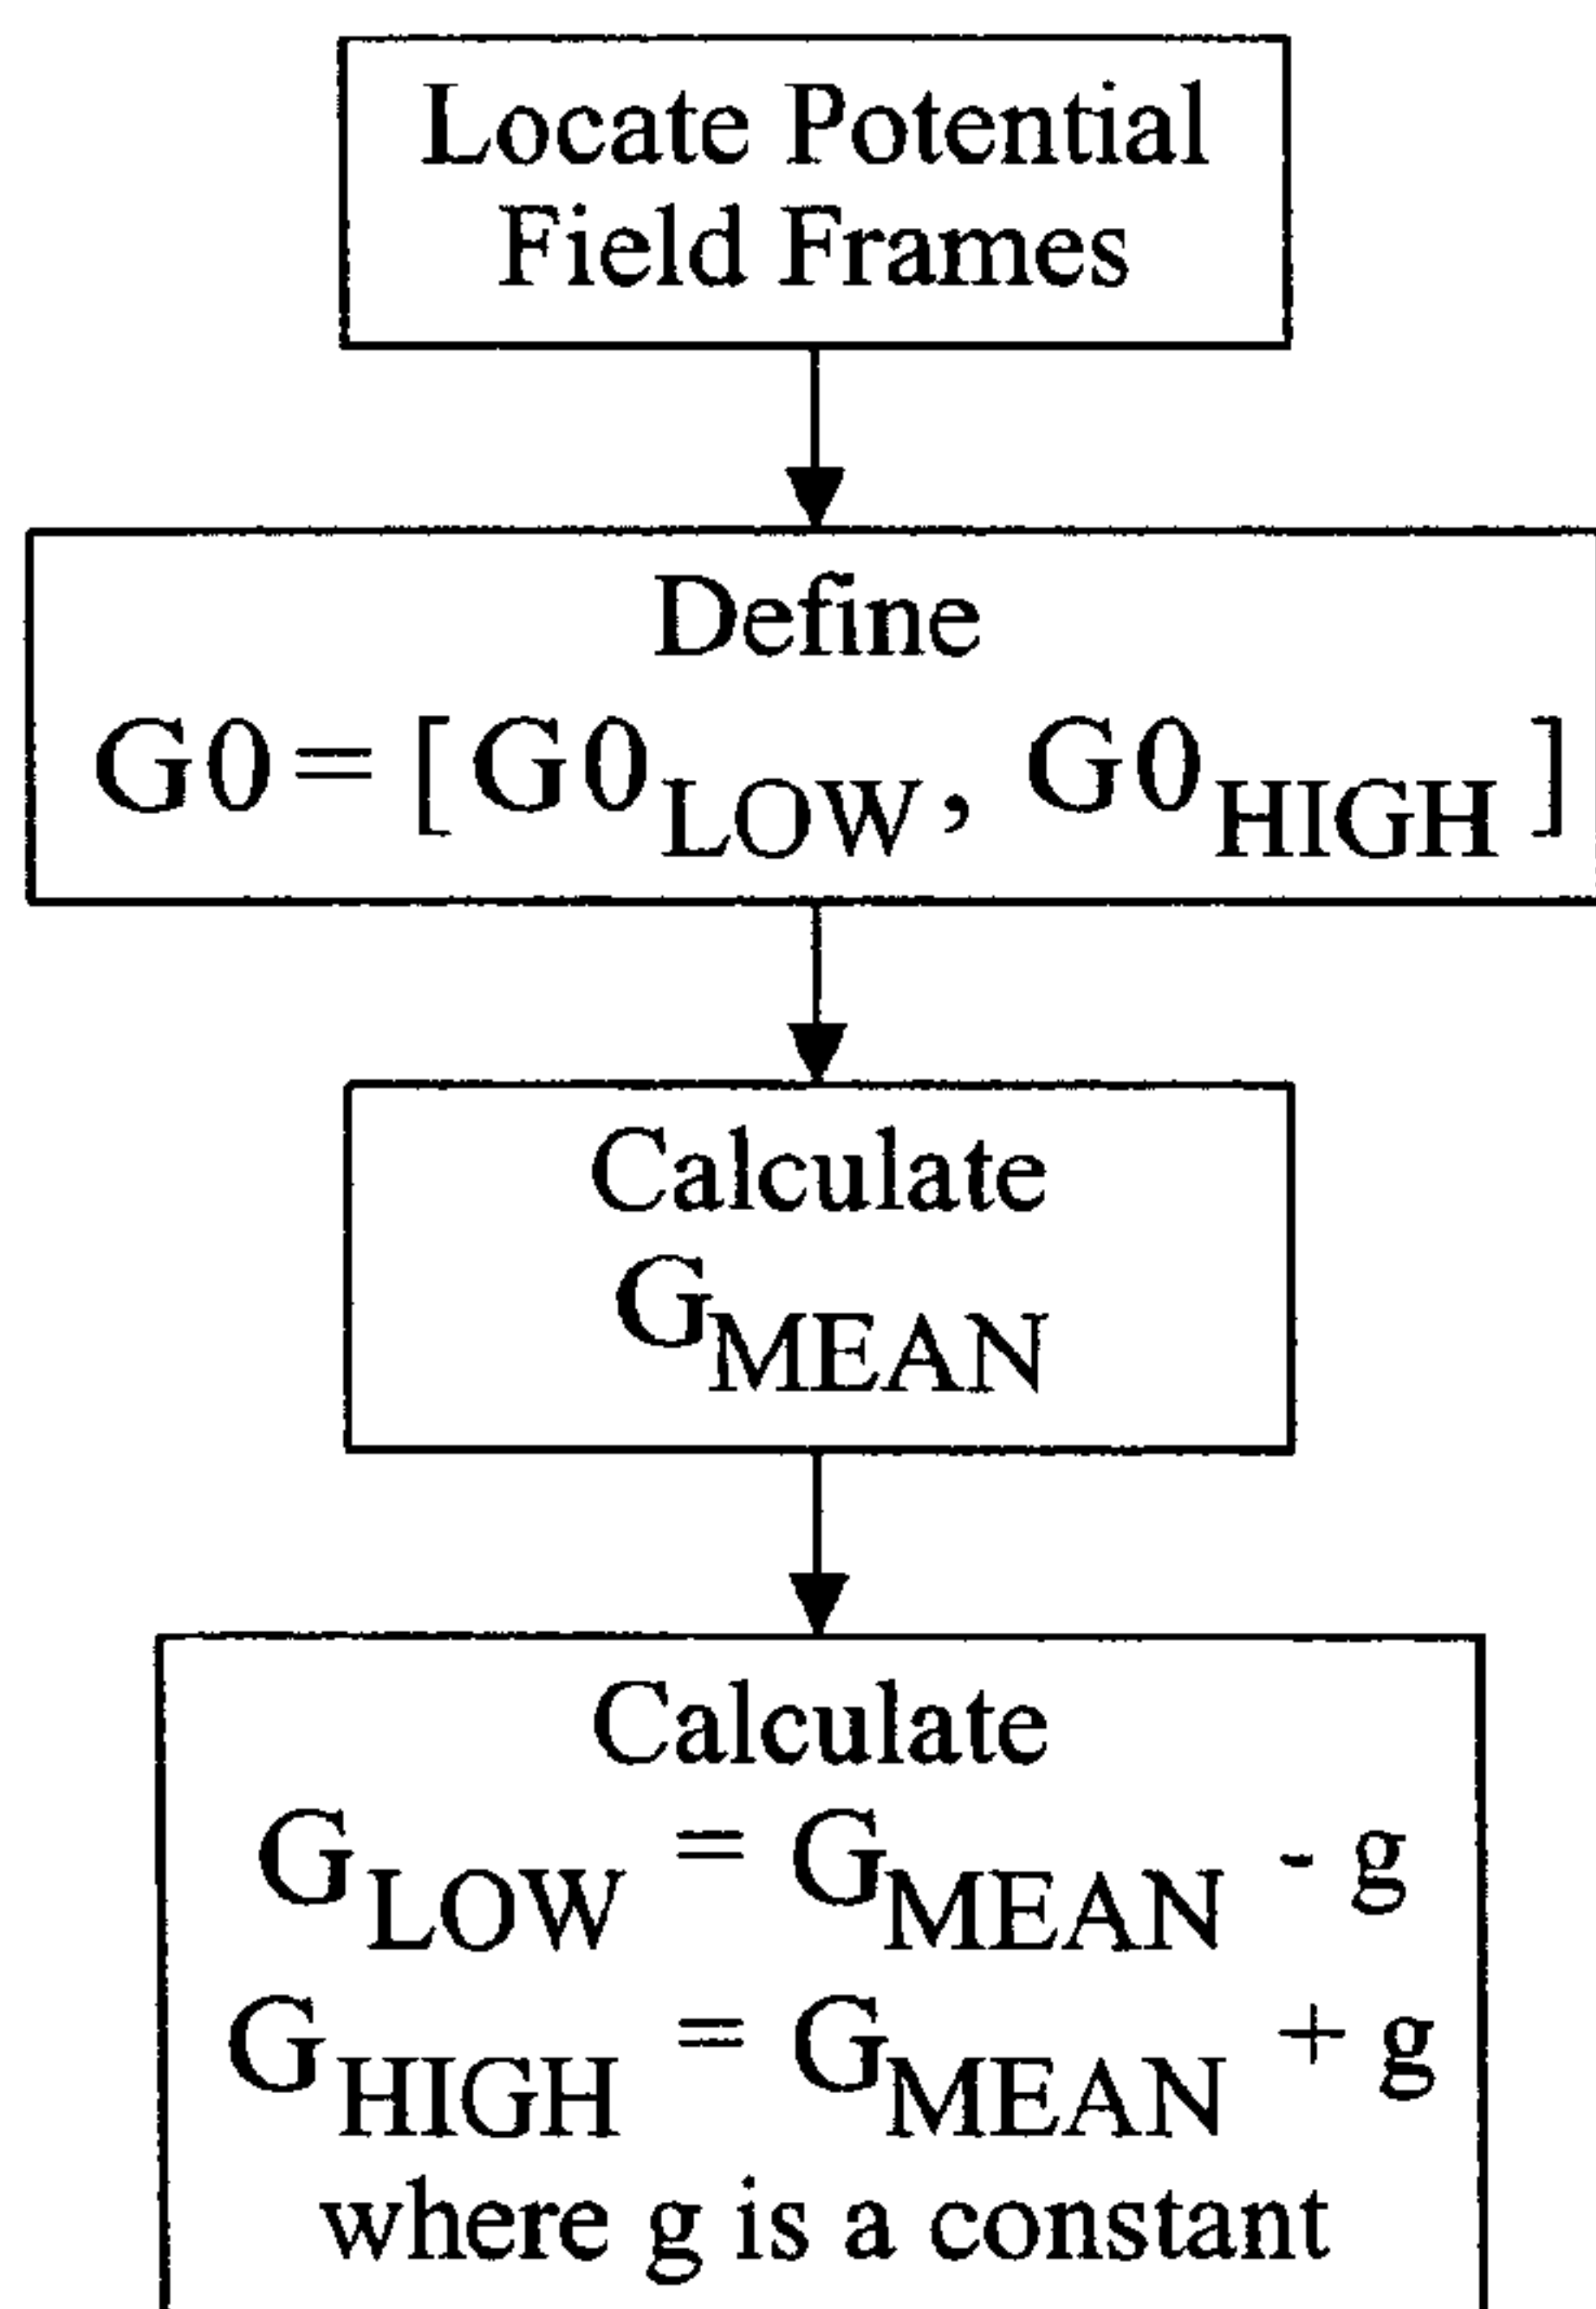 Locate Potential
Field Frames
Define
G0=[G0LOW, G0HIGH]
Calculate
GMEAN
Calculate
GLOW = GMEAN - g
GHIGH = GMEAN + g
where g is a constant